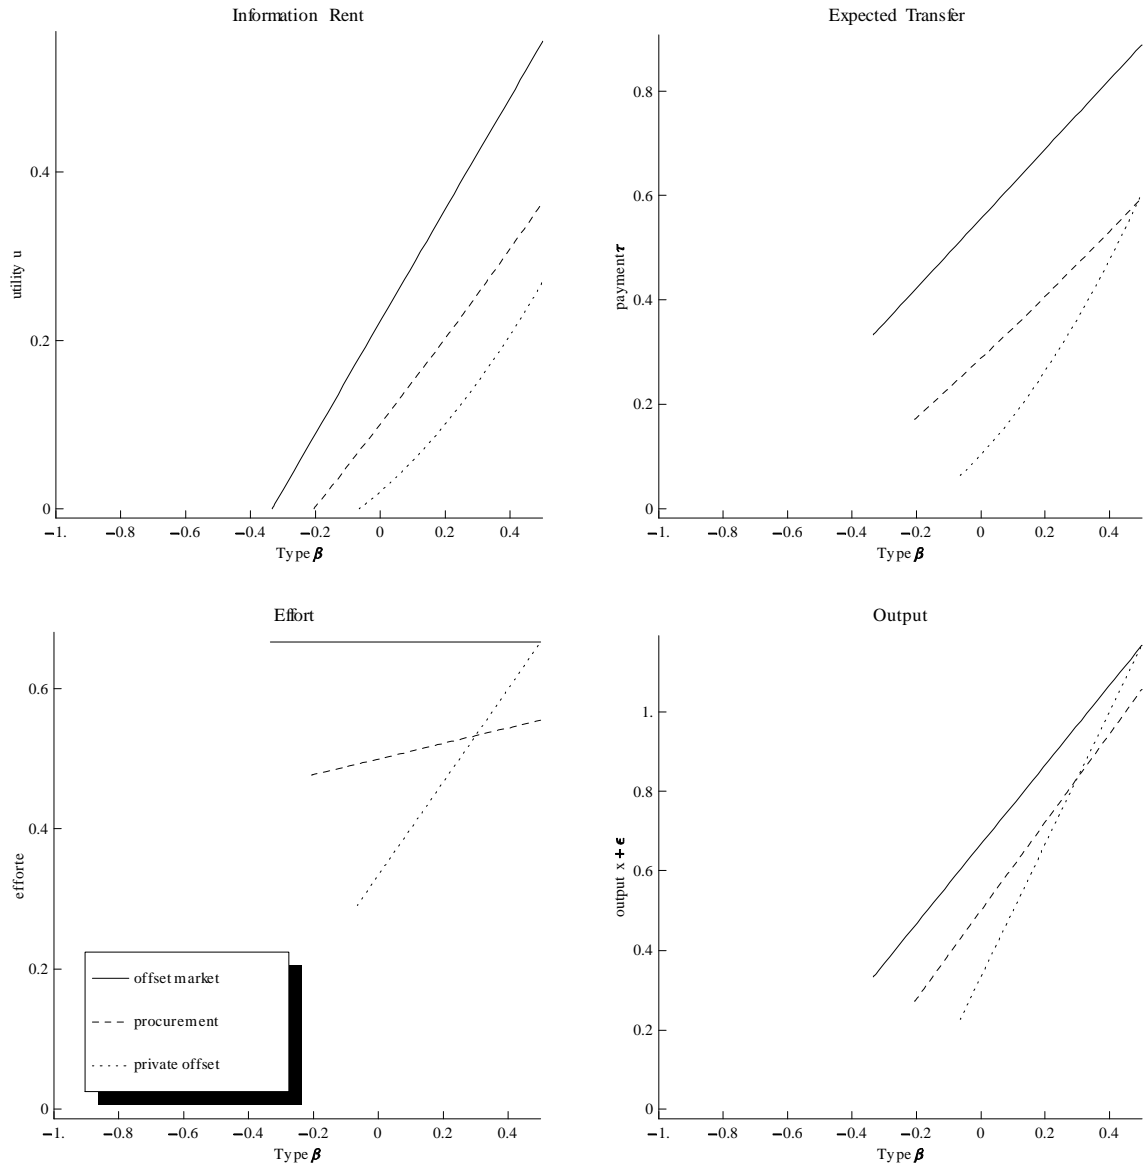 Information Rent
utility u
0.4
0.2
0
−1. −0.8 −0.6 −0.4 −0.2 0 0.2 0.4
Type β
Expected Transfer
payment τ
0.8
0.6
0.4
0.2
0
−1. −0.8 −0.6 −0.4 −0.2 0 0.2 0.4
Type β
Effort
effort e
0.6
0.4
0.2
0
offset market
procurement
private offset
−1. −0.8 −0.6 −0.4 −0.2 0 0.2 0.4
Type β
Output
output x + ϵ
1.
0.8
0.6
0.4
0.2
0
−1. −0.8 −0.6 −0.4 −0.2 0 0.2 0.4
Type β